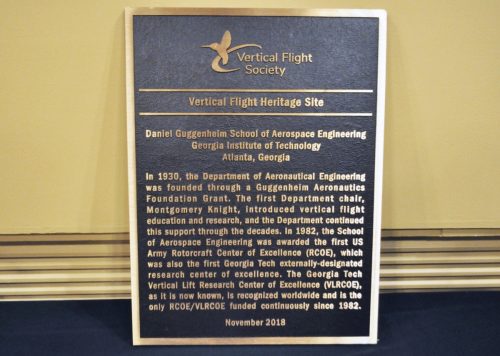 Vertical Flight
Society
Vertical Flight Heritage Site
Daniel Guggenheim School of Aerospace Engineering
Georgia Institute of Technology
Atlanta, Georgia
In 1930, the Department of Aeronautical Engineering
was founded through a Guggenheim Aeronautics
Foundation Grant. The first Department chair,
Montgomery Knight, introduced vertical flight
education and research, and the Department continued
this support through the decades. In 1982, the School
of Aerospace Engineering was awarded the first US
Army Rotorcraft Center of Excellence (RCOE), which
was also the first Georgia Tech externally-designated
research center of excellence. The Georgia Tech
Vertical Lift Research Center of Excellence (VLRCOE),
as it is now known, is recognized worldwide and is the
only RCOE/VLRCOE funded continuously since 1982.
November 2018